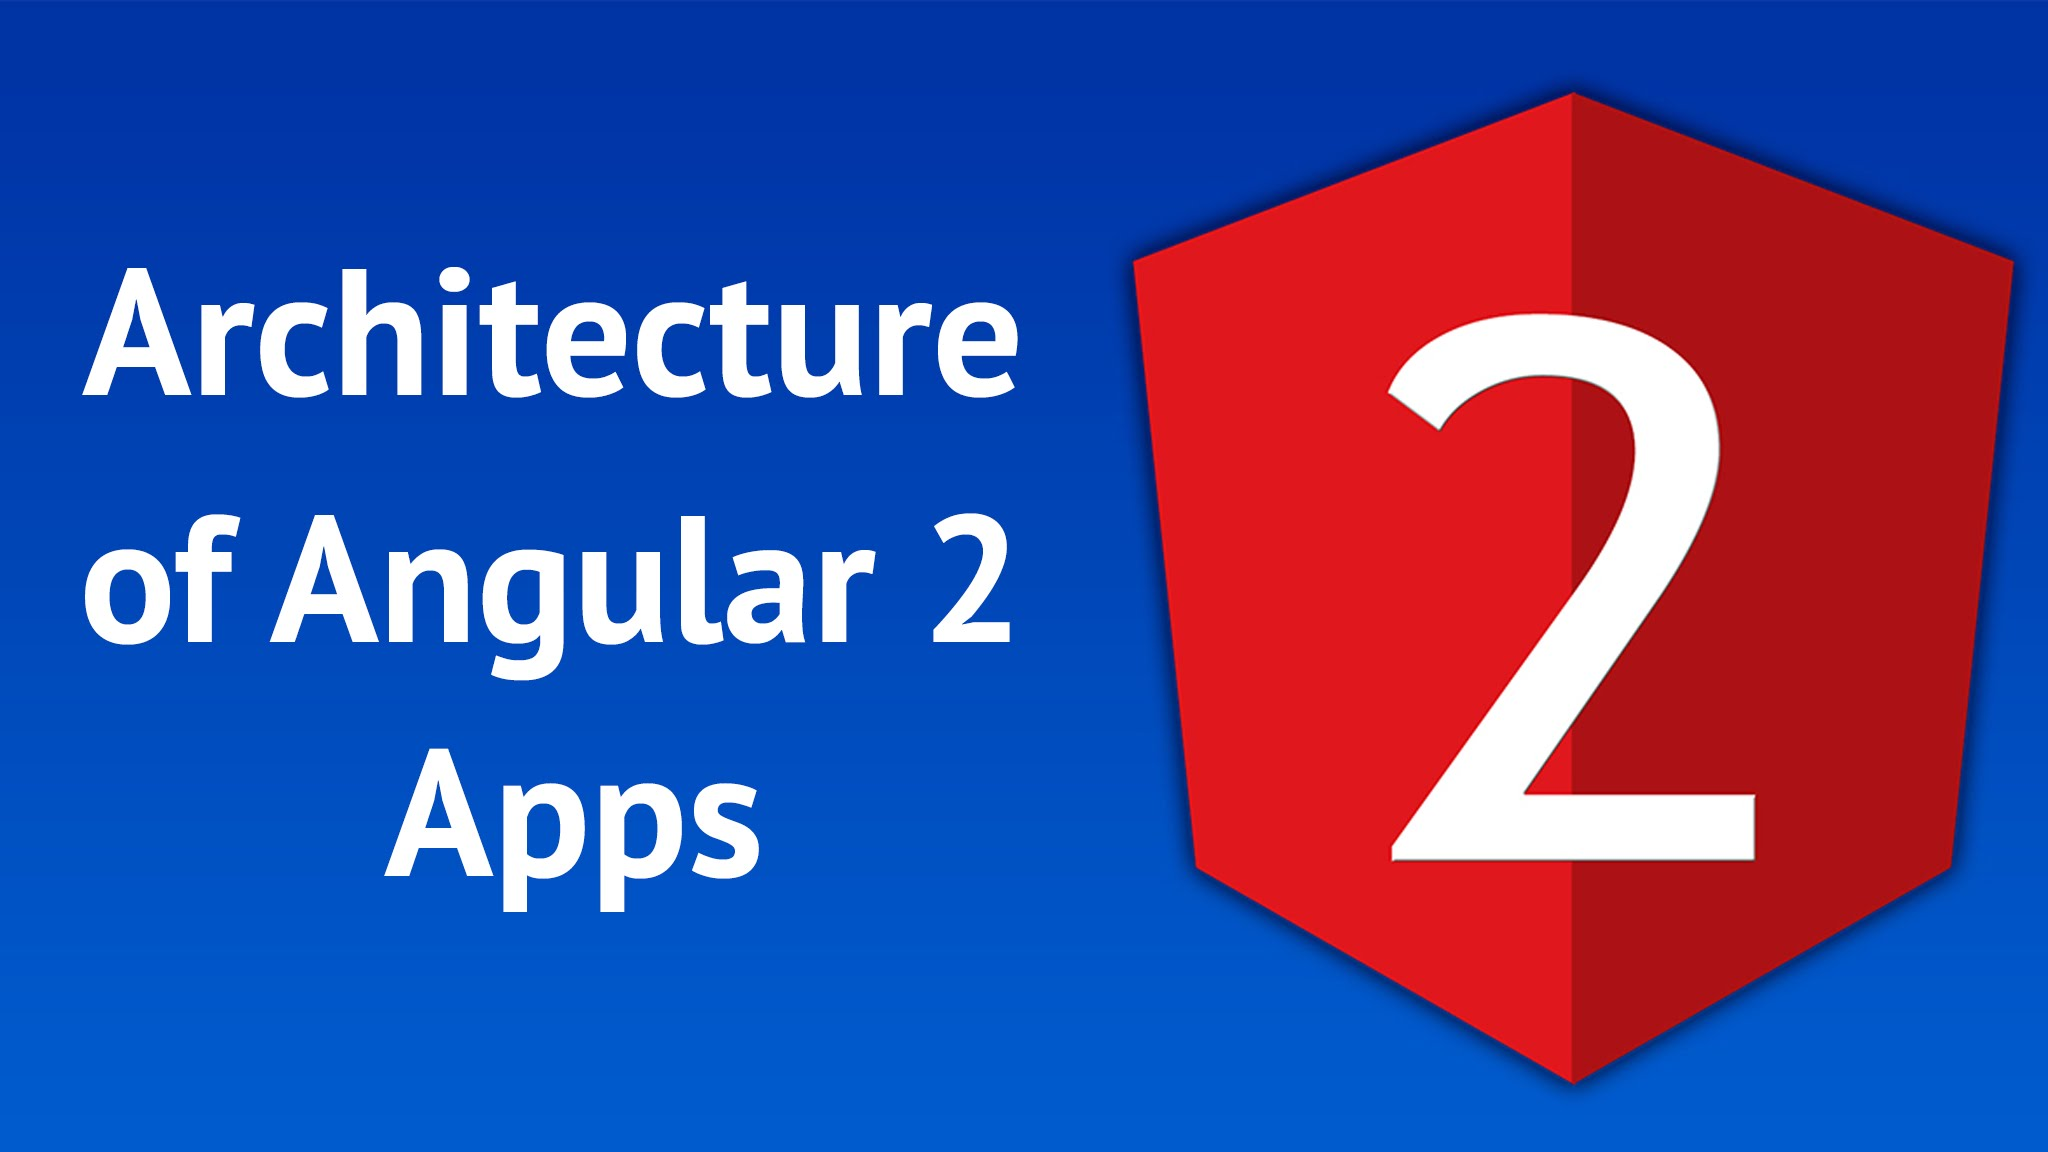 Architecture
of Angular 2
Apps
2